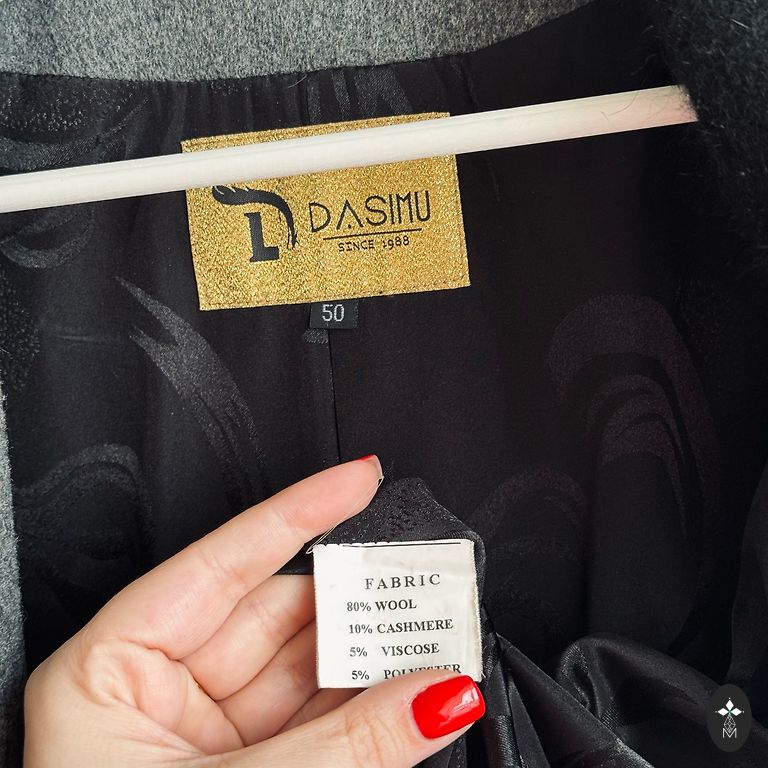 L DASIMU
SINCE 1988
50
FABRIC
80% WOOL
10% CASHMERE
5% VISCOSE
5% POLYESTER
M